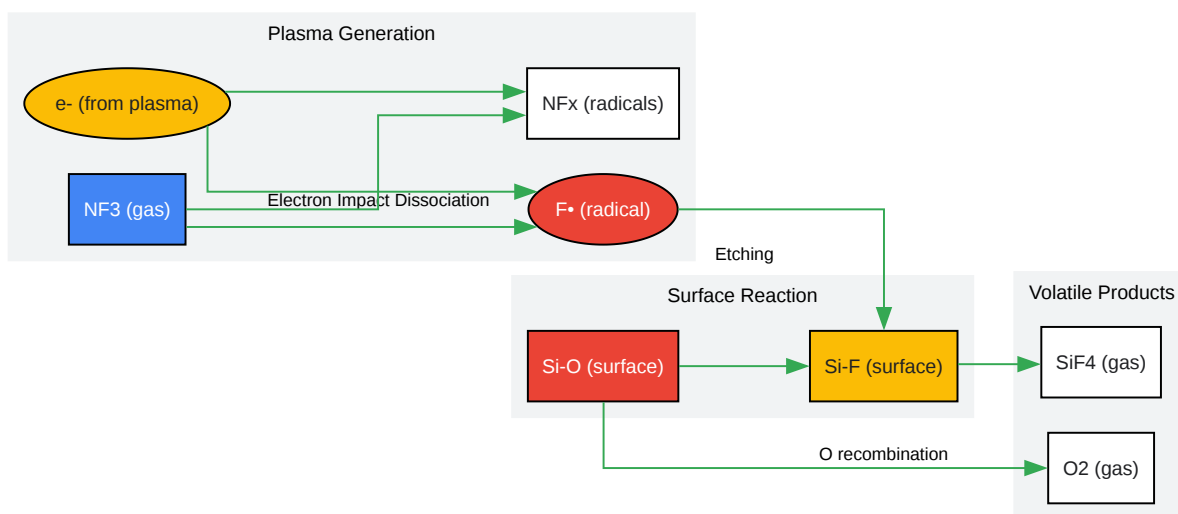 Plasma Generation
e- (from plasma)
NFx (radicals)
NF3 (gas)
Electron Impact Dissociation
F• (radical)
Etching
Surface Reaction
Volatile Products
Si-O (surface)
Si-F (surface)
SiF4 (gas)
O recombination
O2 (gas)